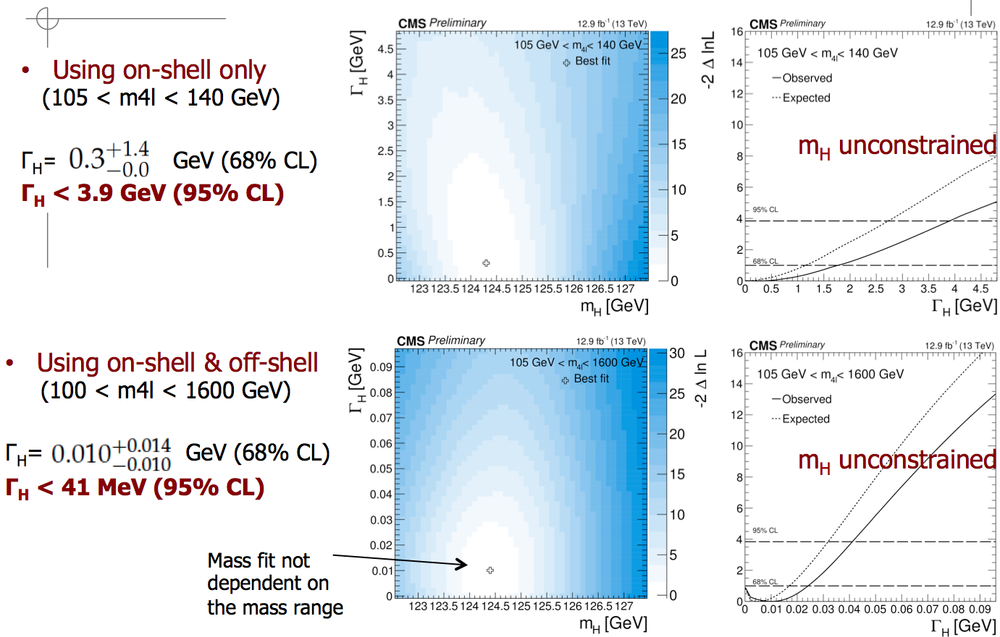 • Using on-shell only
(105 < m4l < 140 GeV)
ΓH= 0.3+1.4−0.0 GeV (68% CL)
ΓH < 3.9 GeV (95% CL)
CMS Preliminary
12.9 fb-1 (13 TeV)
105 GeV < m4l< 140 GeV
Best fit
ΓH [GeV]
4.5
4
3.5
3
2.5
2
1.5
1
0.5
0
123 123.5 124 124.5 125 125.5 126 126.5 127
mH [GeV]
25
20
15
10
5
0
-2 Δ lnL
CMS Preliminary
12.9 fb-1 (13 TeV)
16
14
12
10
8
6
4
2
0
105 GeV < m4l< 140 GeV
Observed
Expected
mH unconstrained
95% CL
68% CL
0 0.5 1 1.5 2 2.5 3 3.5 4 4.5
ΓH [GeV]
• Using on-shell & off-shell
(100 < m4l < 1600 GeV)
ΓH= 0.010+0.014−0.010 GeV (68% CL)
ΓH < 41 MeV (95% CL)
Mass fit not
dependent on
the mass range
CMS Preliminary
12.9 fb-1 (13 TeV)
105 GeV < m4l< 1600 GeV
Best fit
ΓH [GeV]
0.09
0.08
0.07
0.06
0.05
0.04
0.03
0.02
0.01
0
123 123.5 124 124.5 125 125.5 126 126.5 127
mH [GeV]
30
25
20
15
10
5
0
-2 Δ lnL
CMS Preliminary
12.9 fb-1 (13 TeV)
16
14
12
10
8
6
4
2
0
105 GeV < m4l< 1600 GeV
Observed
Expected
mH unconstrained
95% CL
68% CL
0 0.01 0.02 0.03 0.04 0.05 0.06 0.07 0.08 0.09
ΓH [GeV]